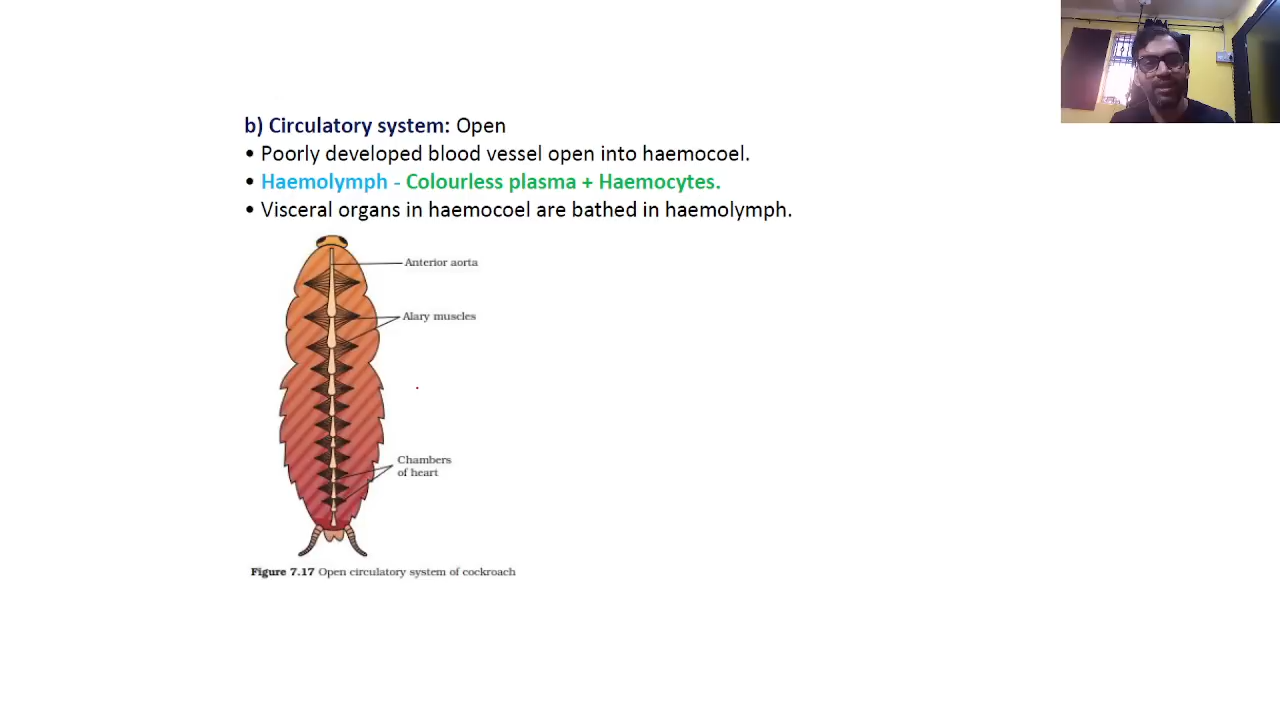 b) Circulatory system: Open
• Poorly developed blood vessel open into haemocoel.
• Haemolymph - Colourless plasma + Haemocytes.
• Visceral organs in haemocoel are bathed in haemolymph.
Anterior aorta
Alary muscles
Chambers
of heart
Figure 7.17 Open circulatory system of cockroach